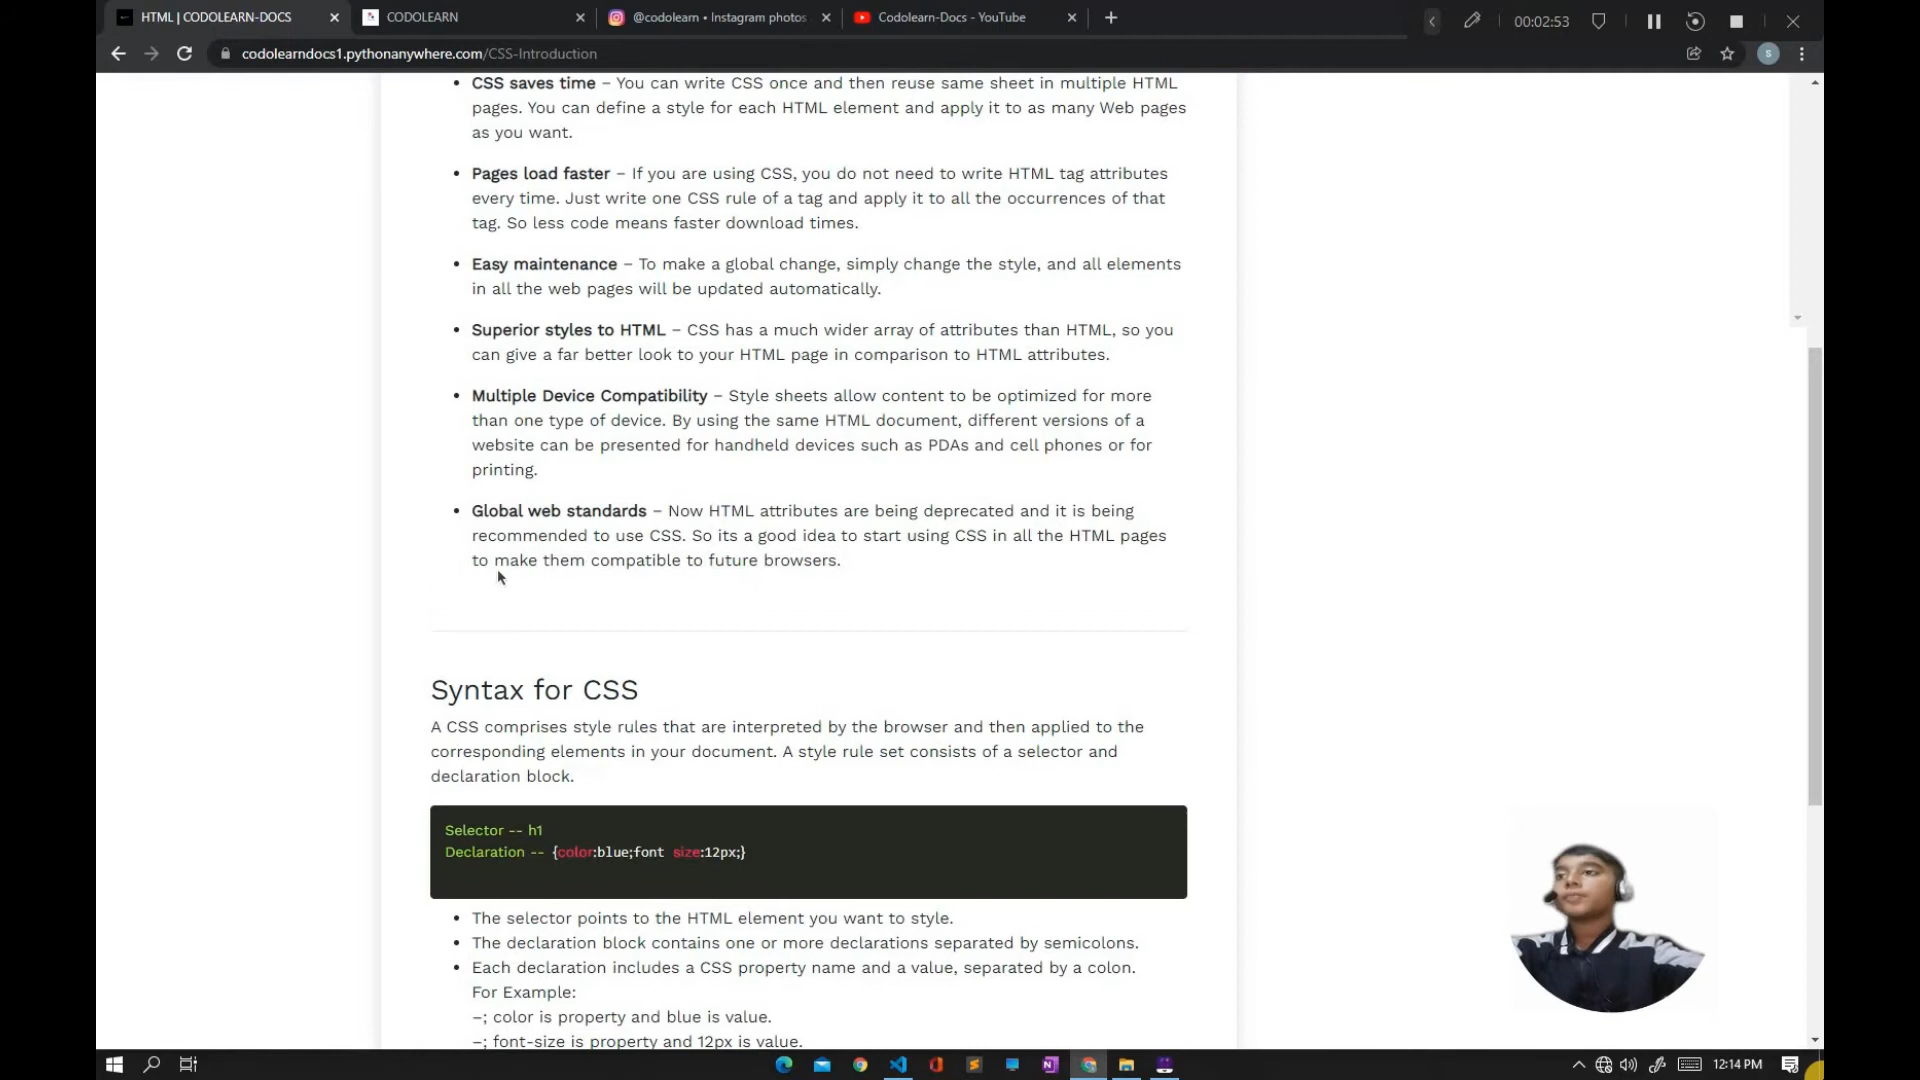 HTML | CODOLEARN-DOCS
CODOLEARN
@codolearn • Instagram photos
Codolearn-Docs - YouTube
00:02:53
codolearndocs1.pythonanywhere.com/CSS-Introduction
S
• CSS saves time – You can write CSS once and then reuse same sheet in multiple HTML
pages. You can define a style for each HTML element and apply it to as many Web pages
as you want.
• Pages load faster – If you are using CSS, you do not need to write HTML tag attributes
every time. Just write one CSS rule of a tag and apply it to all the occurrences of that
tag. So less code means faster download times.
• Easy maintenance – To make a global change, simply change the style, and all elements
in all the web pages will be updated automatically.
• Superior styles to HTML – CSS has a much wider array of attributes than HTML, so you
can give a far better look to your HTML page in comparison to HTML attributes.
• Multiple Device Compatibility – Style sheets allow content to be optimized for more
than one type of device. By using the same HTML document, different versions of a
website can be presented for handheld devices such as PDAs and cell phones or for
printing.
• Global web standards – Now HTML attributes are being deprecated and it is being
recommended to use CSS. So its a good idea to start using CSS in all the HTML pages
to make them compatible to future browsers.
Syntax for CSS
A CSS comprises style rules that are interpreted by the browser and then applied to the
corresponding elements in your document. A style rule set consists of a selector and
declaration block.
Selector -- h1
Declaration -- {color:blue;font size:12px;}
• The selector points to the HTML element you want to style.
• The declaration block contains one or more declarations separated by semicolons.
• Each declaration includes a CSS property name and a value, separated by a colon.
For Example:
–; color is property and blue is value.
–; font-size is property and 12px is value.
12:14 PM